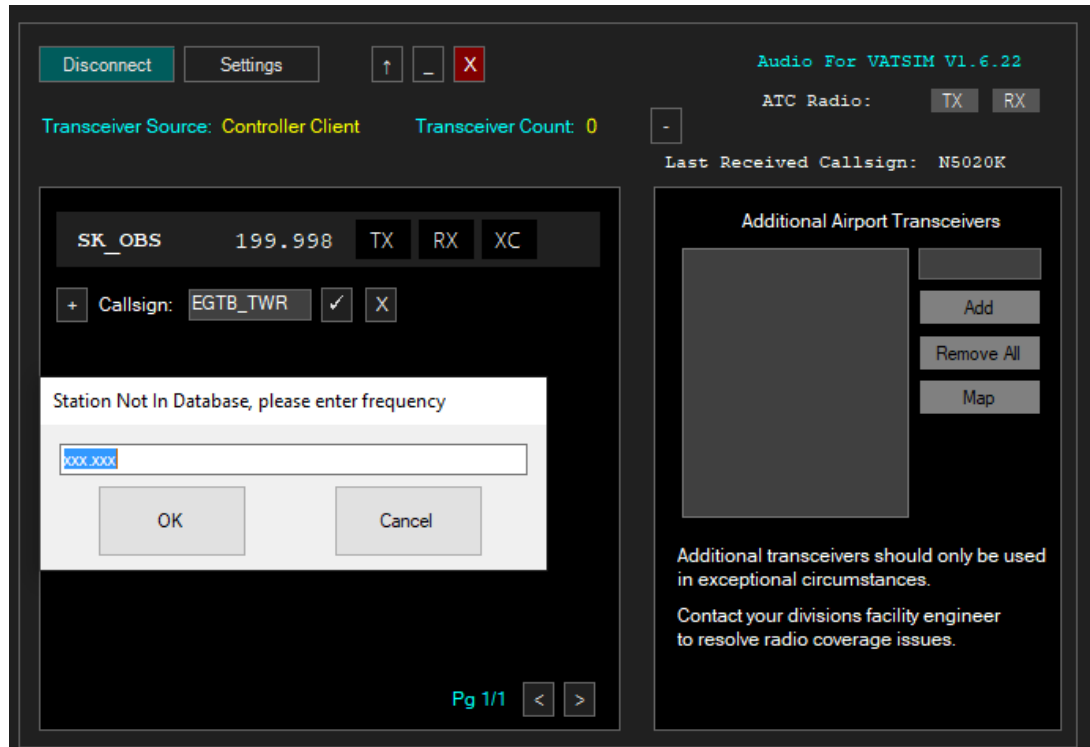 Disconnect Settings ↑ _ X Audio For VATSIM V1.6.22
ATC Radio: TX RX
Transceiver Source: Controller Client Transceiver Count: 0 -
Last Received Callsign: N5020K
SK_OBS 199.998 TX RX XC
+ Callsign: EGTB_TWR ✓ X
Station Not In Database, please enter frequency
xxx.xxx
OK Cancel
Pg 1/1 < >
Additional Airport Transceivers
Add
Remove All
Map
Additional transceivers should only be used
in exceptional circumstances.
Contact your divisions facility engineer
to resolve radio coverage issues.